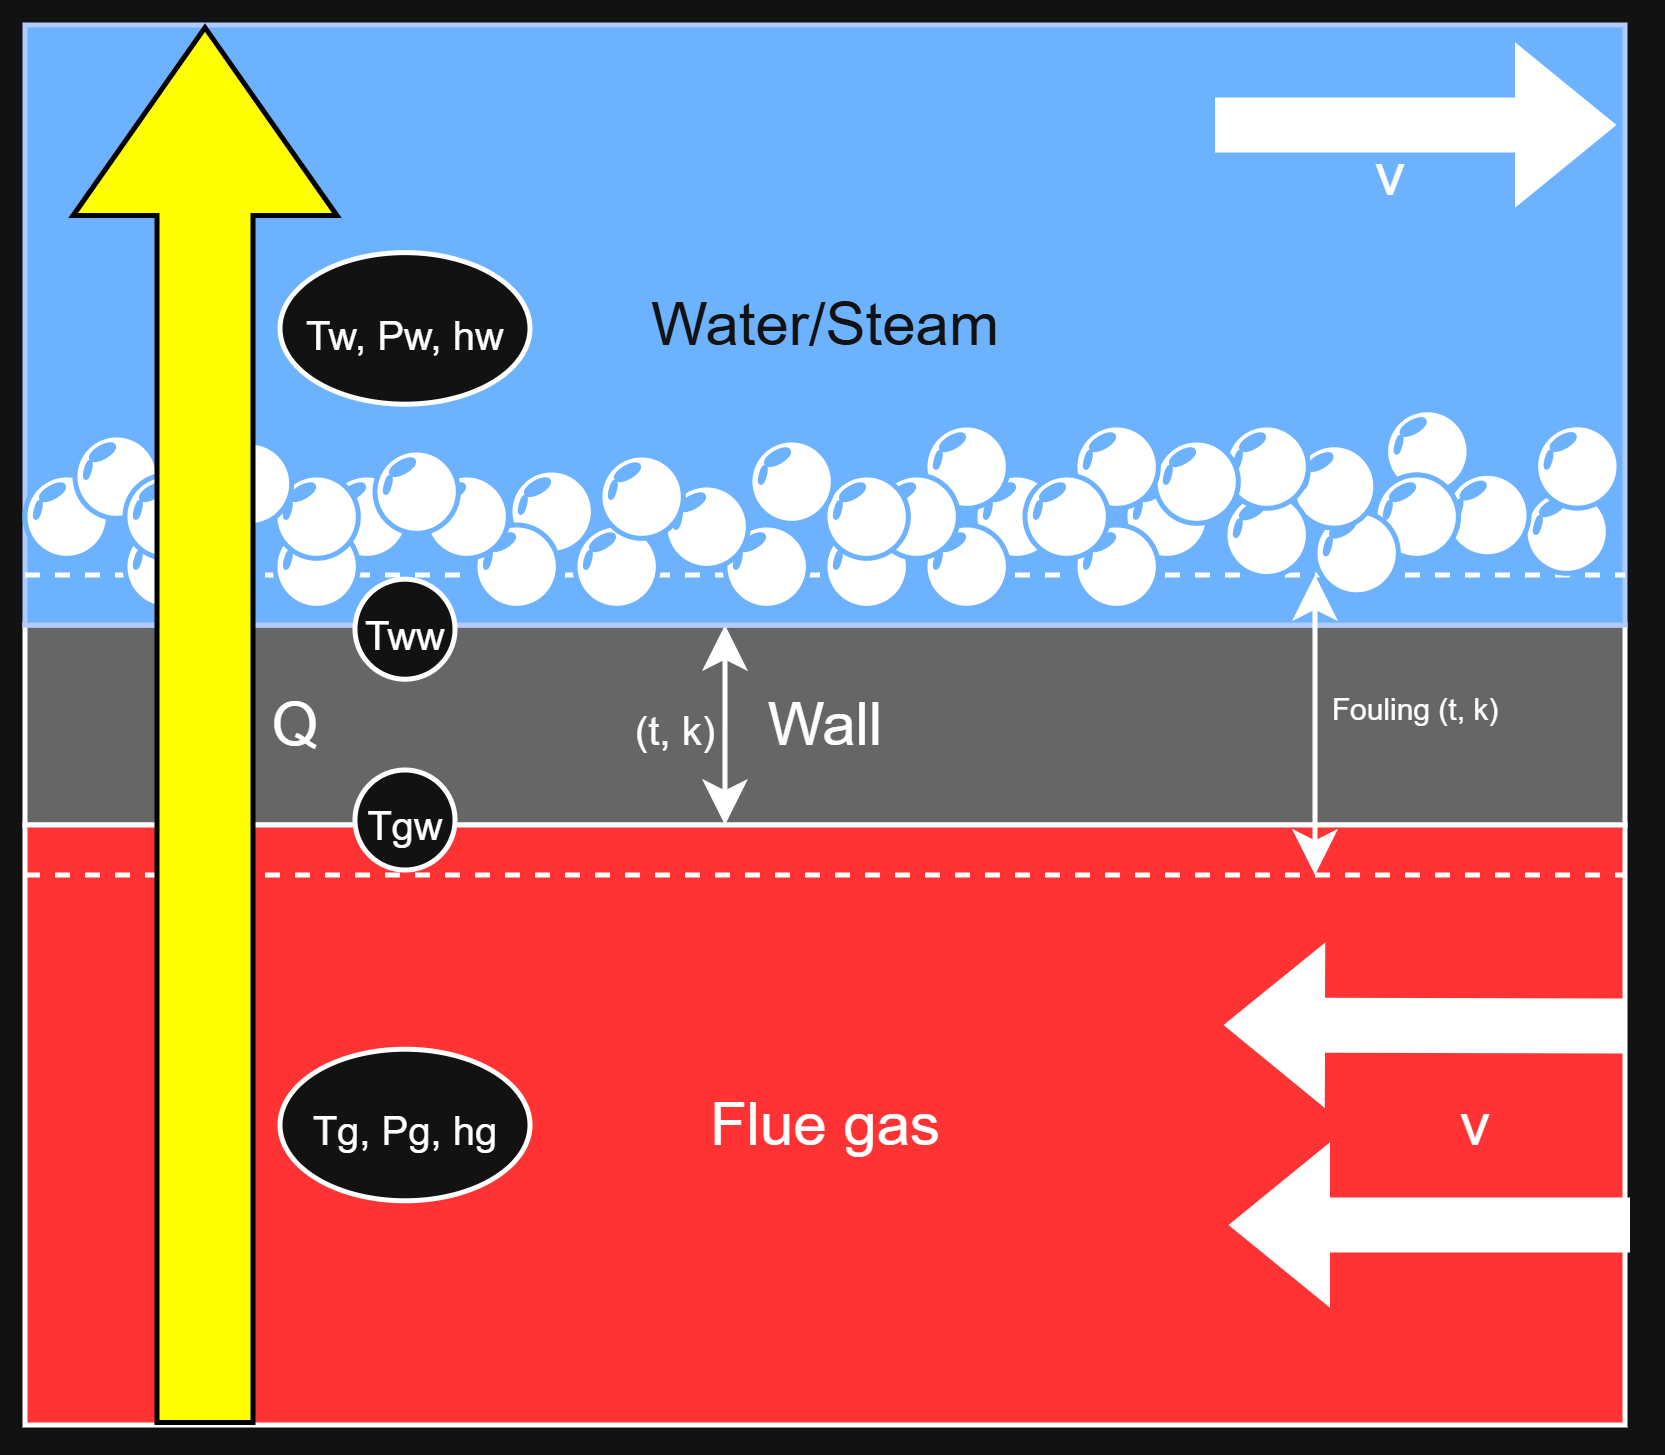 v
Tw, Pw, hw
Water/Steam
Tww
Q
(t, k)
Wall
Fouling (t, k)
Tgw
Tg, Pg, hg
Flue gas
v